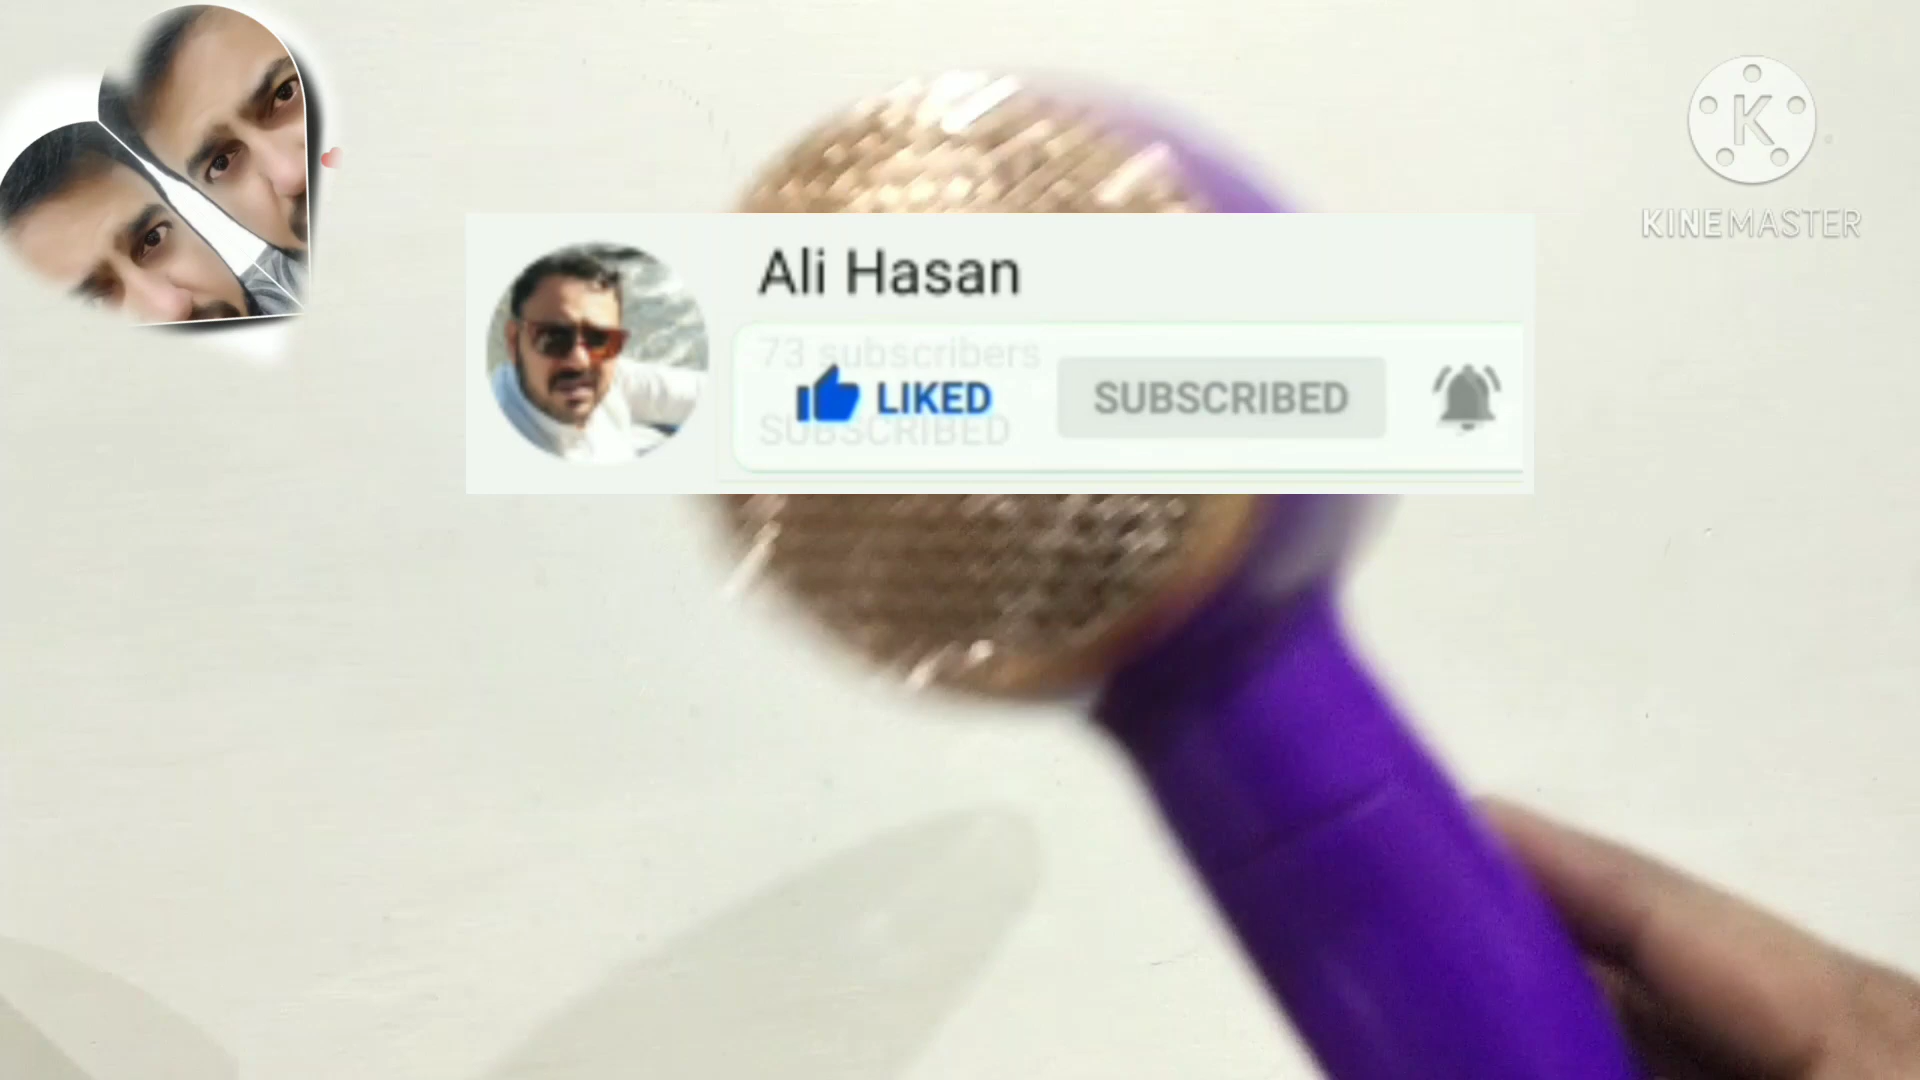 Ali Hasan
73 subscribers
LIKED
SUBSCRIBED
SUBSCRIBED
K
KINEMASTER